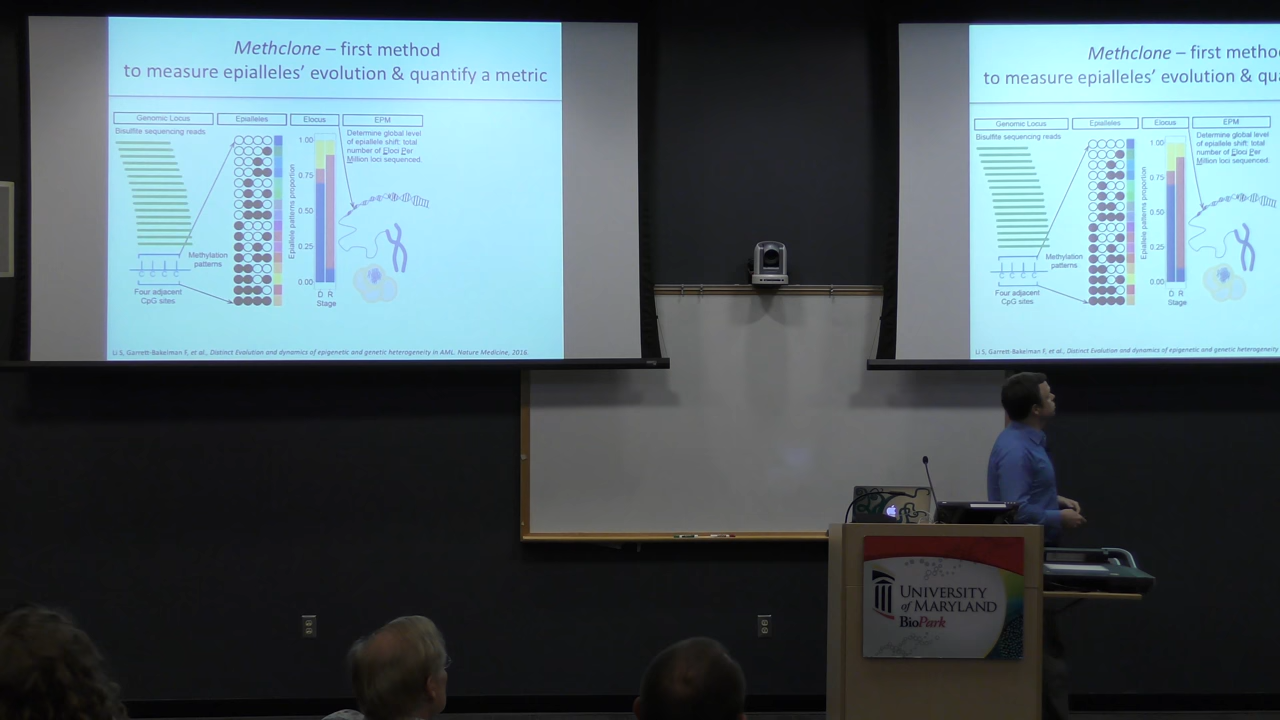 Methclone – first method
to measure epialleles’ evolution & quantify a metric
Genomic Locus
Epialleles
Elocus
EPM
Bisulfite sequencing reads
Determine global level
of epiallele shift: total
number of Eloci Per
Million loci sequenced.
Epiallele patterns proportion
1.00
0.75
0.50
0.25
0.00
Methylation
patterns
C C C C
Four adjacent
CpG sites
D R
Stage
Li S, Garrett-Bakelman F, et al., Distinct Evolution and dynamics of epigenetic and genetic heterogeneity in AML. Nature Medicine, 2016.
Methclone – first metho
to measure epialleles’ evolution & qua
Genomic Locus
Epialleles
Elocus
EPM
Bisulfite sequencing reads
Determine global level
of epiallele shift: total
number of Eloci Per
Million loci sequenced.
Epiallele patterns proportion
1.00
0.75
0.50
0.25
0.00
Methylation
patterns
C C C C
Four adjacent
CpG sites
D R
Stage
Li S, Garrett-Bakelman F, et al., Distinct Evolution and dynamics of epigenetic and genetic heterogeneity
UNIVERSITY
of MARYLAND
BioPark